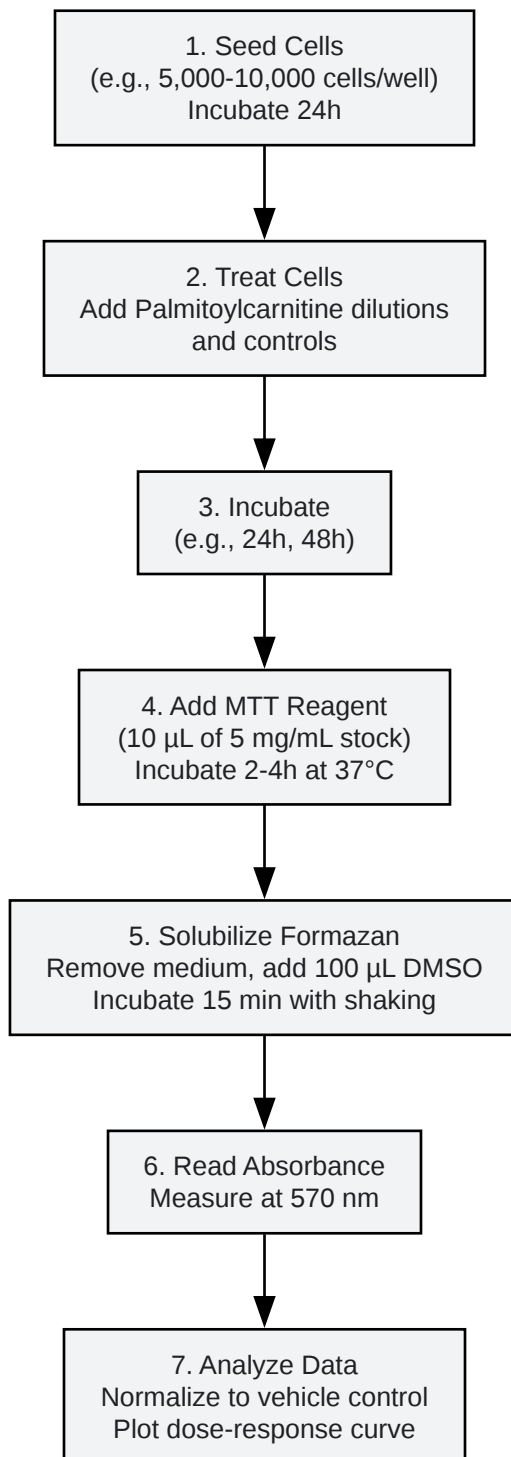 1. Seed Cells
(e.g., 5,000-10,000 cells/well)
Incubate 24h
2. Treat Cells
Add Palmitoylcarnitine dilutions
and controls
3. Incubate
(e.g., 24h, 48h)
4. Add MTT Reagent
(10 µL of 5 mg/mL stock)
Incubate 2-4h at 37°C
5. Solubilize Formazan
Remove medium, add 100 µL DMSO
Incubate 15 min with shaking
6. Read Absorbance
Measure at 570 nm
7. Analyze Data
Normalize to vehicle control
Plot dose-response curve